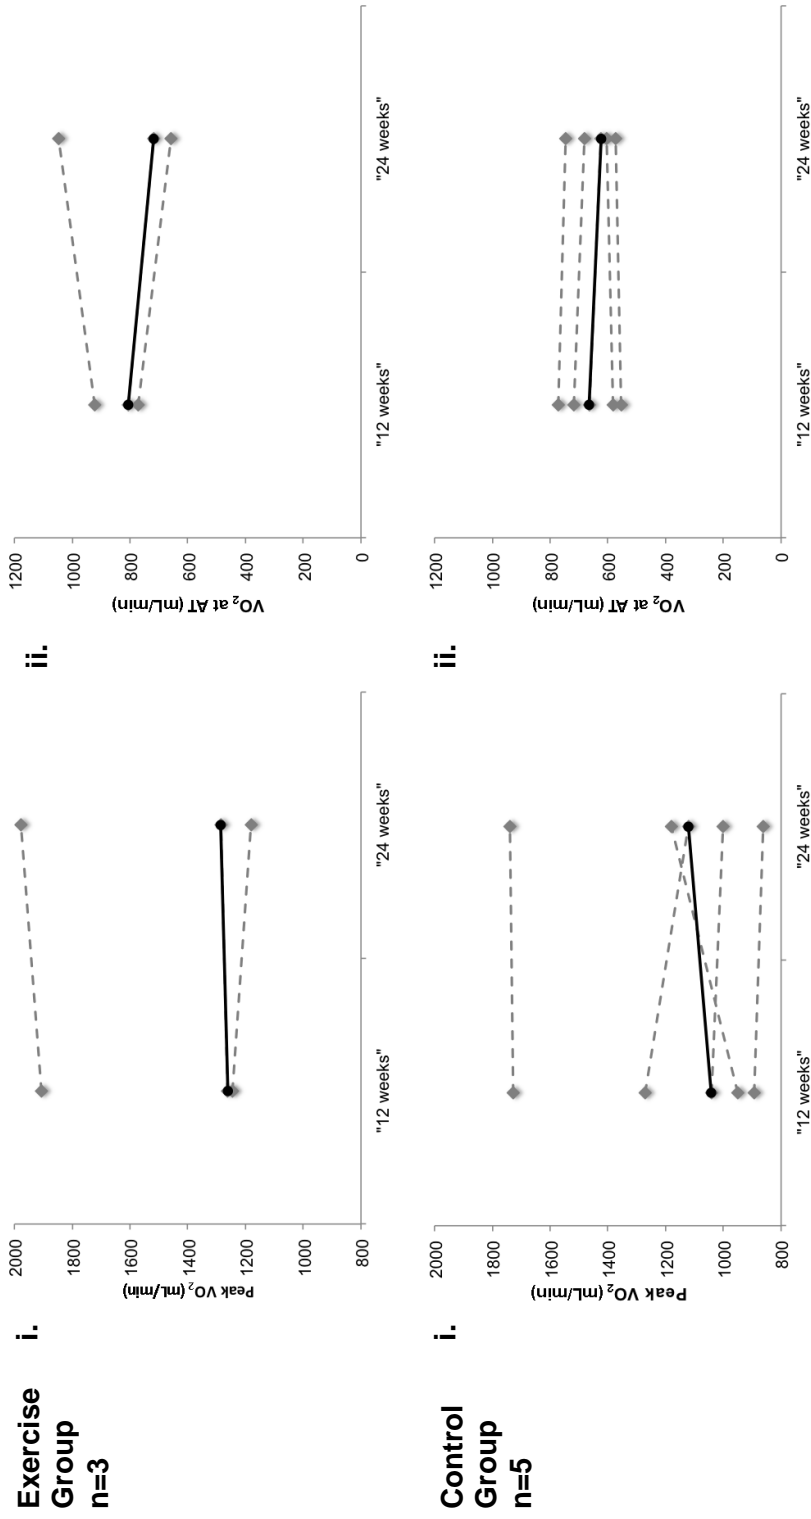 Exercise
Group
n=3
i.
Peak VO₂ (mL/min)
2000
1800
1600
1400
1200
1000
800
"12 weeks"
"24 weeks"
ii.
VO₂ at AT (mL/min)
1200
1000
800
600
400
200
0
"12 weeks"
"24 weeks"
Control
Group
n=5
i.
Peak VO₂ (mL/min)
2000
1800
1600
1400
1200
1000
800
"12 weeks"
"24 weeks"
ii.
VO₂ at AT (mL/min)
1200
1000
800
600
400
200
0
"12 weeks"
"24 weeks"